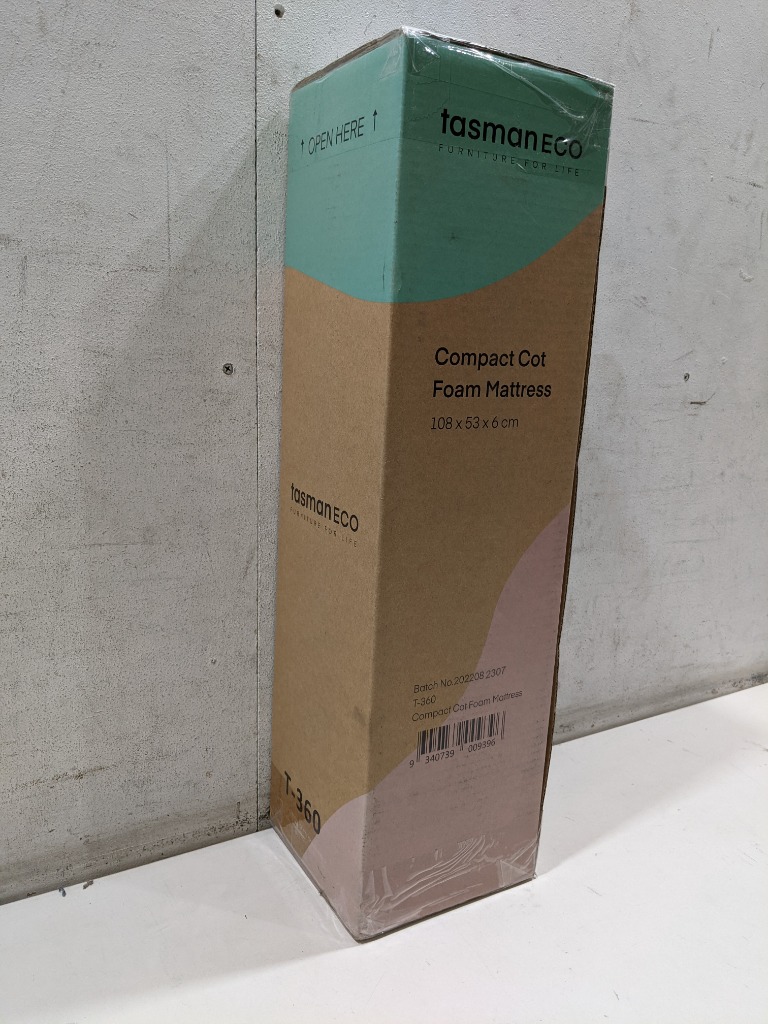 ↑ OPEN HERE ↑
tasmanECO
FURNITURE FOR LIFE
Compact Cot
Foam Mattress
108 x 53 x 6 cm
tasmanECO
FURNITURE FOR LIFE
Batch No.202208.2307
T-360
Compact Cot Foam Mattress
9 340739 009396
T-360